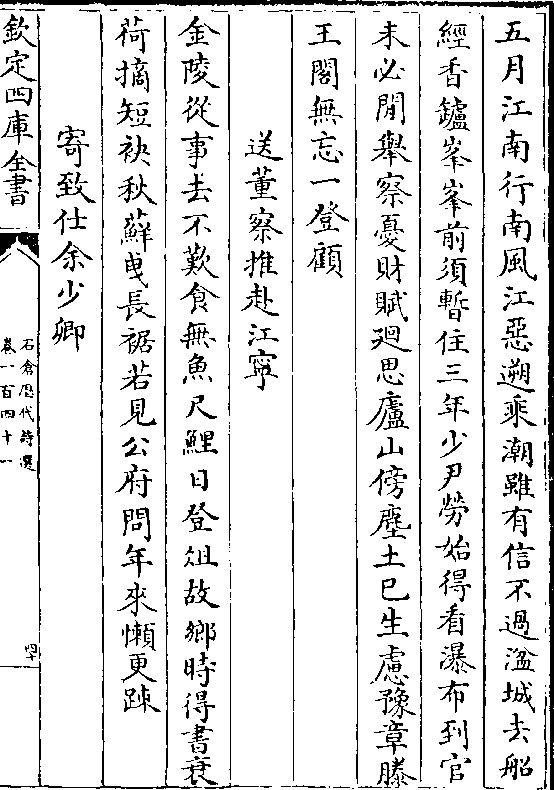 五月江南行南風江惡遡乘潮雖有信不過湓城去船
經香鑪峯峯前須暫住三年少尹勞始得看瀑布到官
未必閒舉察憂財賦廻思廬山傍塵土已生慮豫章滕
王閣無忘一登顧
送董察推赴江寧
金陵從事去不歎食無魚尺鯉日登俎故鄉時得書衰
荷摘短袂秋蘚曵長裾若見公府問年來懶更踈
寄致仕余少卿
欽定四庫全書
石倉歴代詩選
卷一百四十一